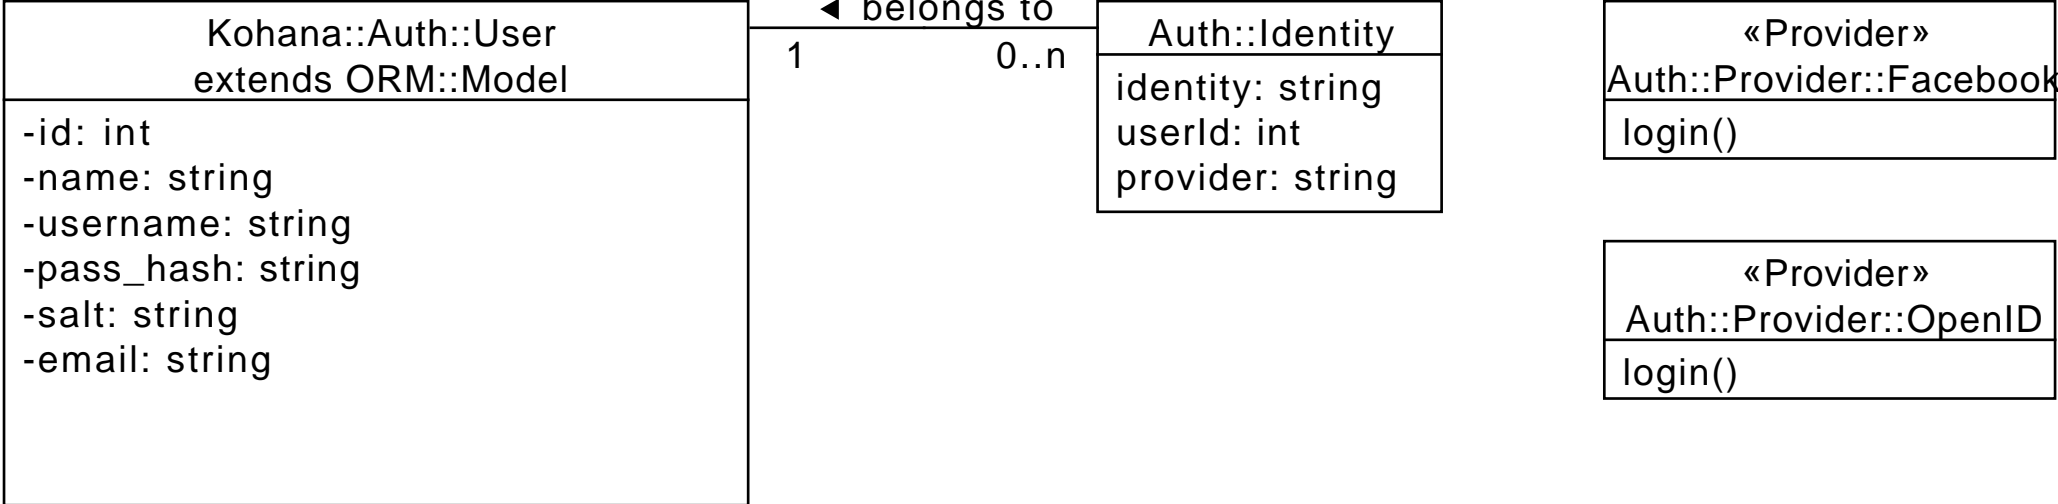 Kohana::Auth::User
extends ORM::Model
-id: int
-name: string
-username: string
-pass_hash: string
-salt: string
-email: string
◄ belongs to
1
0..n
Auth::Identity
identity: string
userId: int
provider: string
«Provider»
Auth::Provider::Facebook
login()
«Provider»
Auth::Provider::OpenID
login()